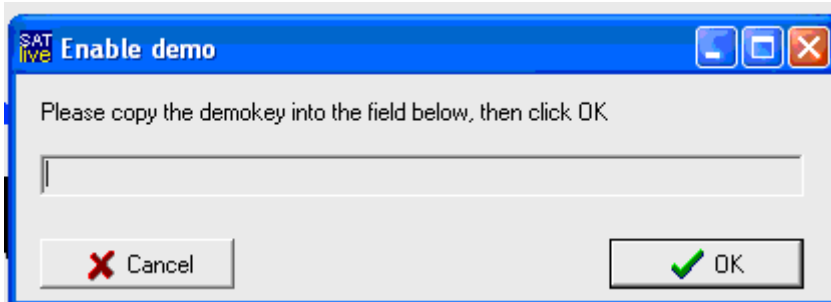 SAT
live
Enable demo
Please copy the demokey into the field below, then click OK
Cancel
OK